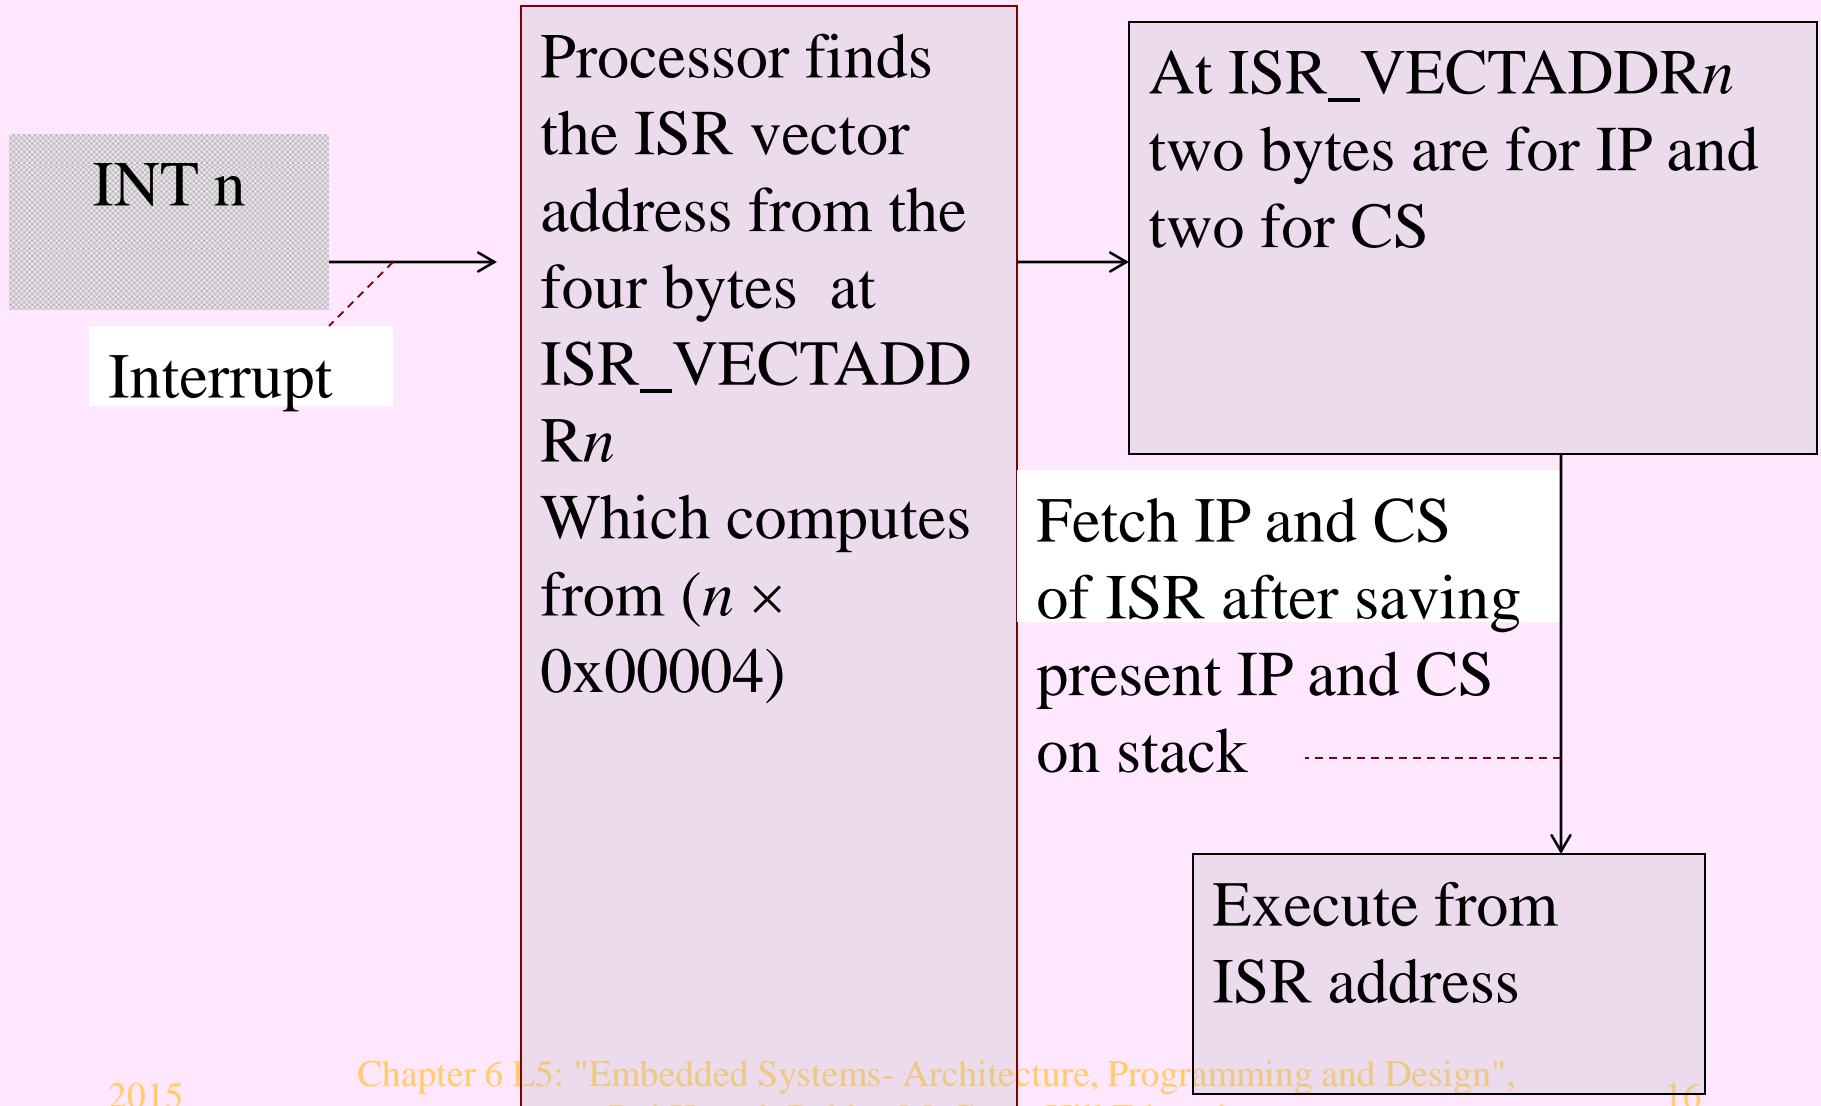 INT n
Interrupt
Processor finds
the ISR vector
address from the
four bytes  at
ISR_VECTADD
Rn
Which computes
from (n ×
0x00004)
At ISR_VECTADDRn
two bytes are for IP and
two for CS
Fetch IP and CS
of ISR after saving
present IP and CS
on stack
Execute from
ISR address
2015
Chapter 6 L5: "Embedded Systems- Architecture, Programming and Design",
16